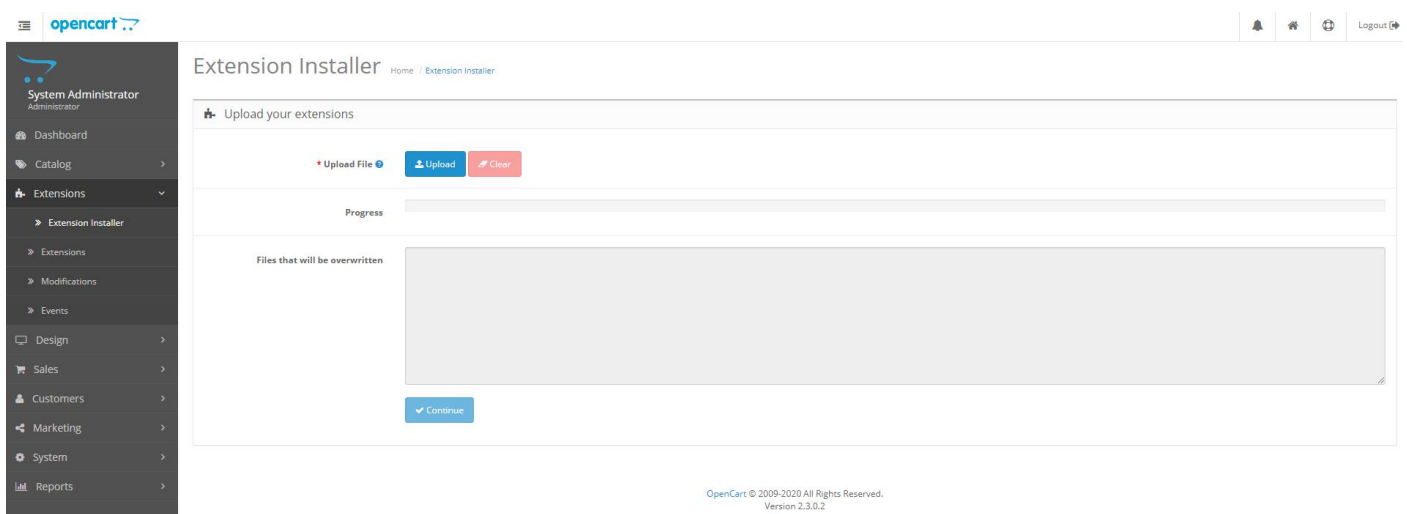 opencart
Logout
System Administrator
Administrator
Dashboard
Catalog
Extensions
Extension Installer
Extensions
Modifications
Events
Design
Sales
Customers
Marketing
System
Reports
Extension Installer Home / Extension Installer
Upload your extensions
* Upload File Upload Clear
Progress
Files that will be overwritten
Continue
OpenCart © 2009-2020 All Rights Reserved.
Version 2.3.0.2